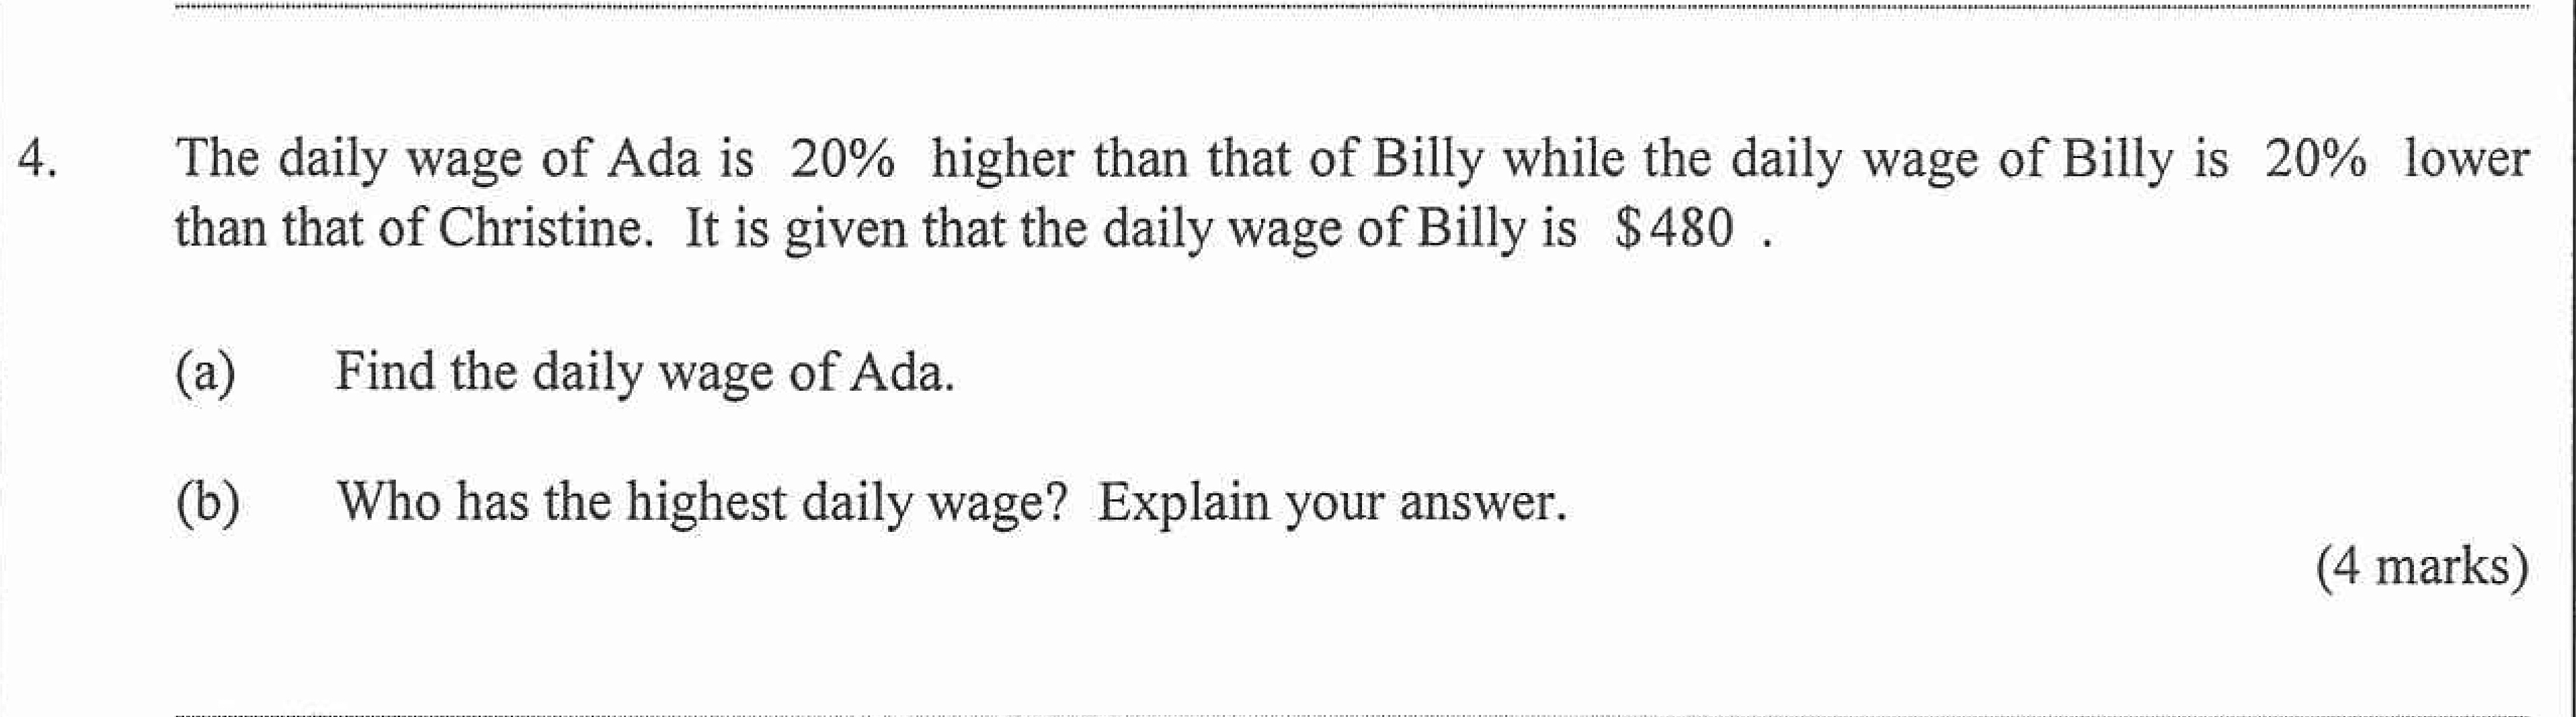 4. The daily wage of Ada is 20% higher than that of Billy while the daily wage of Billy is 20% lower
than that of Christine. It is given that the daily wage of Billy is $480 .
(a) Find the daily wage of Ada.
(b) Who has the highest daily wage? Explain your answer.
(4 marks)